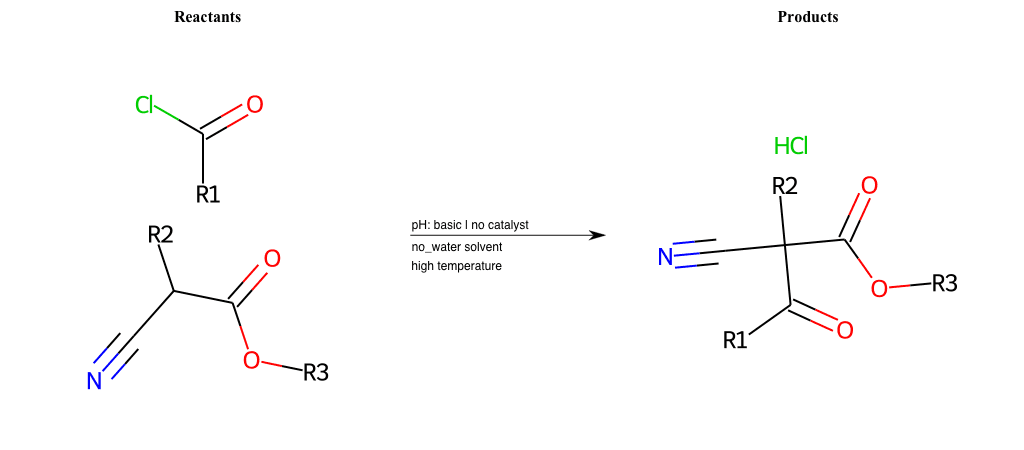 Reactants
Products
Cl
O
R1
R2
O
O
R3
N
pH: basic | no catalyst
no_water solvent
high temperature
HCl
R2
O
N
O
R3
R1
O